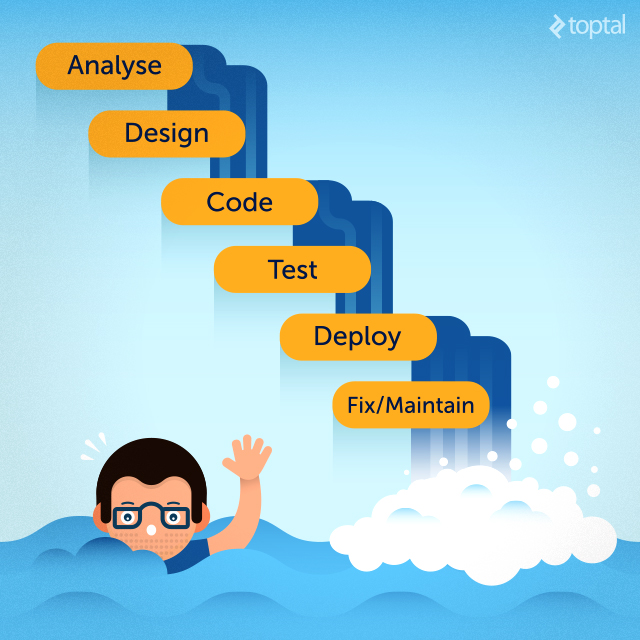 toptal
Analyse
Design
Code
Test
Deploy
Fix/Maintain